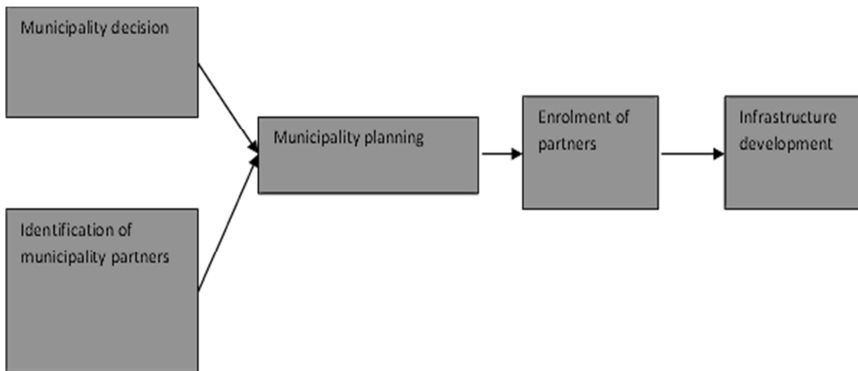 Municipality decision
Identification of
municipality partners
Municipality planning
Enrolment of
partners
Infrastructure
development